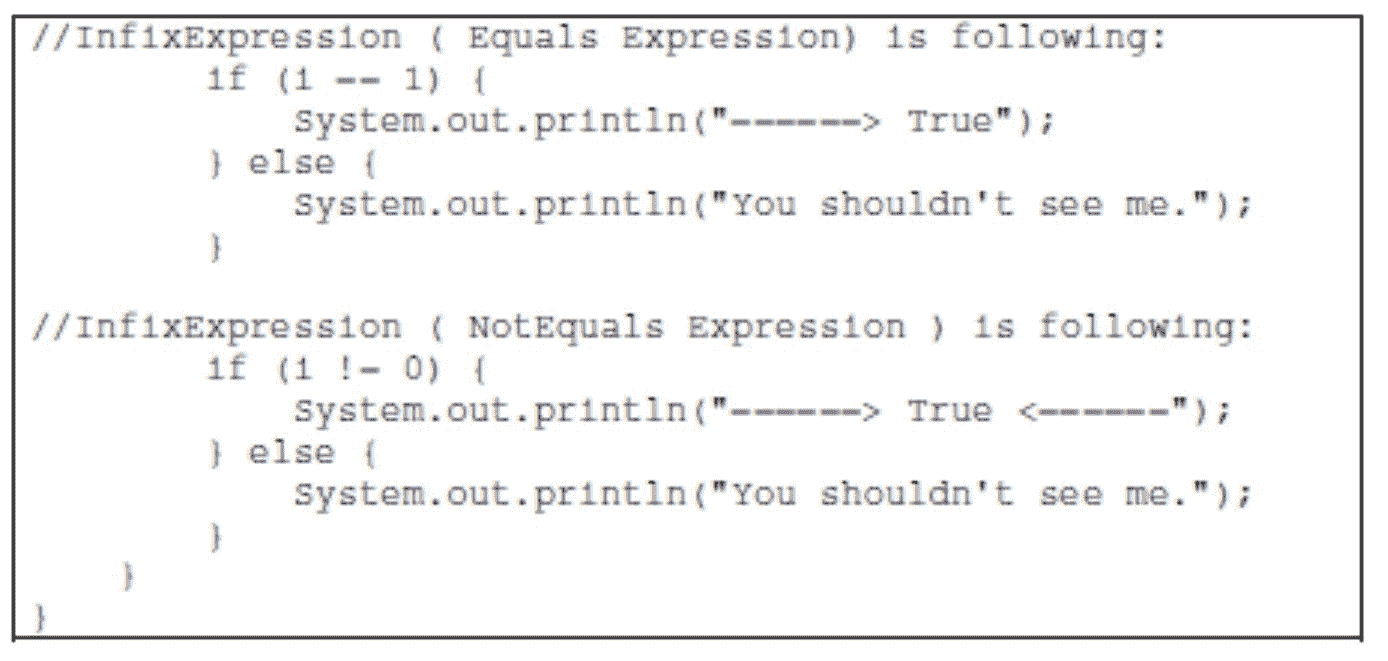 //InfixExpression ( Equals Expression) is following:
if (i == 1) {
System.out.println("------> True");
} else {
System.out.println("You shouldn't see me.");
}
//InfixExpression ( NotEquals Expression ) is following:
if (i != 0) {
System.out.println("------> True <------");
} else {
System.out.println("You shouldn't see me.");
}
}
}